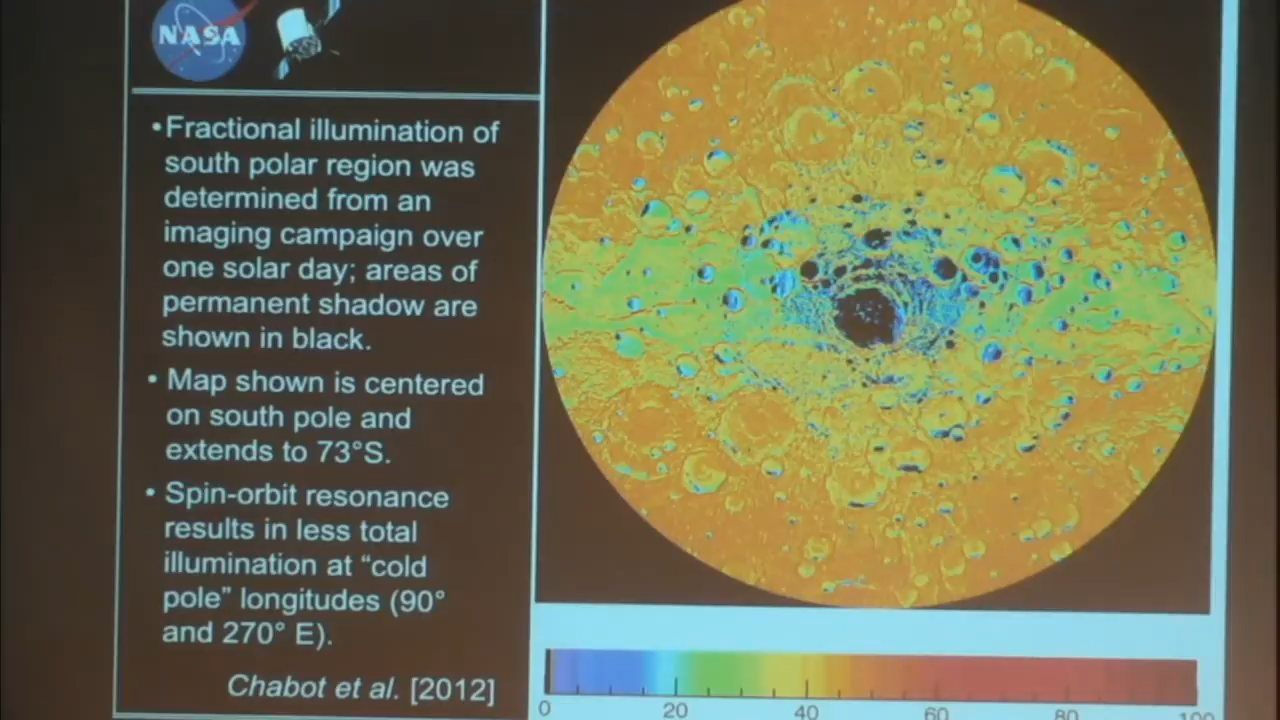 NASA
•Fractional illumination of
south polar region was
determined from an
imaging campaign over
one solar day; areas of
permanent shadow are
shown in black.
• Map shown is centered
on south pole and
extends to 73°S.
• Spin-orbit resonance
results in less total
illumination at “cold
pole” longitudes (90°
and 270° E).
Chabot et al. [2012]
0 20 40 60 80 100